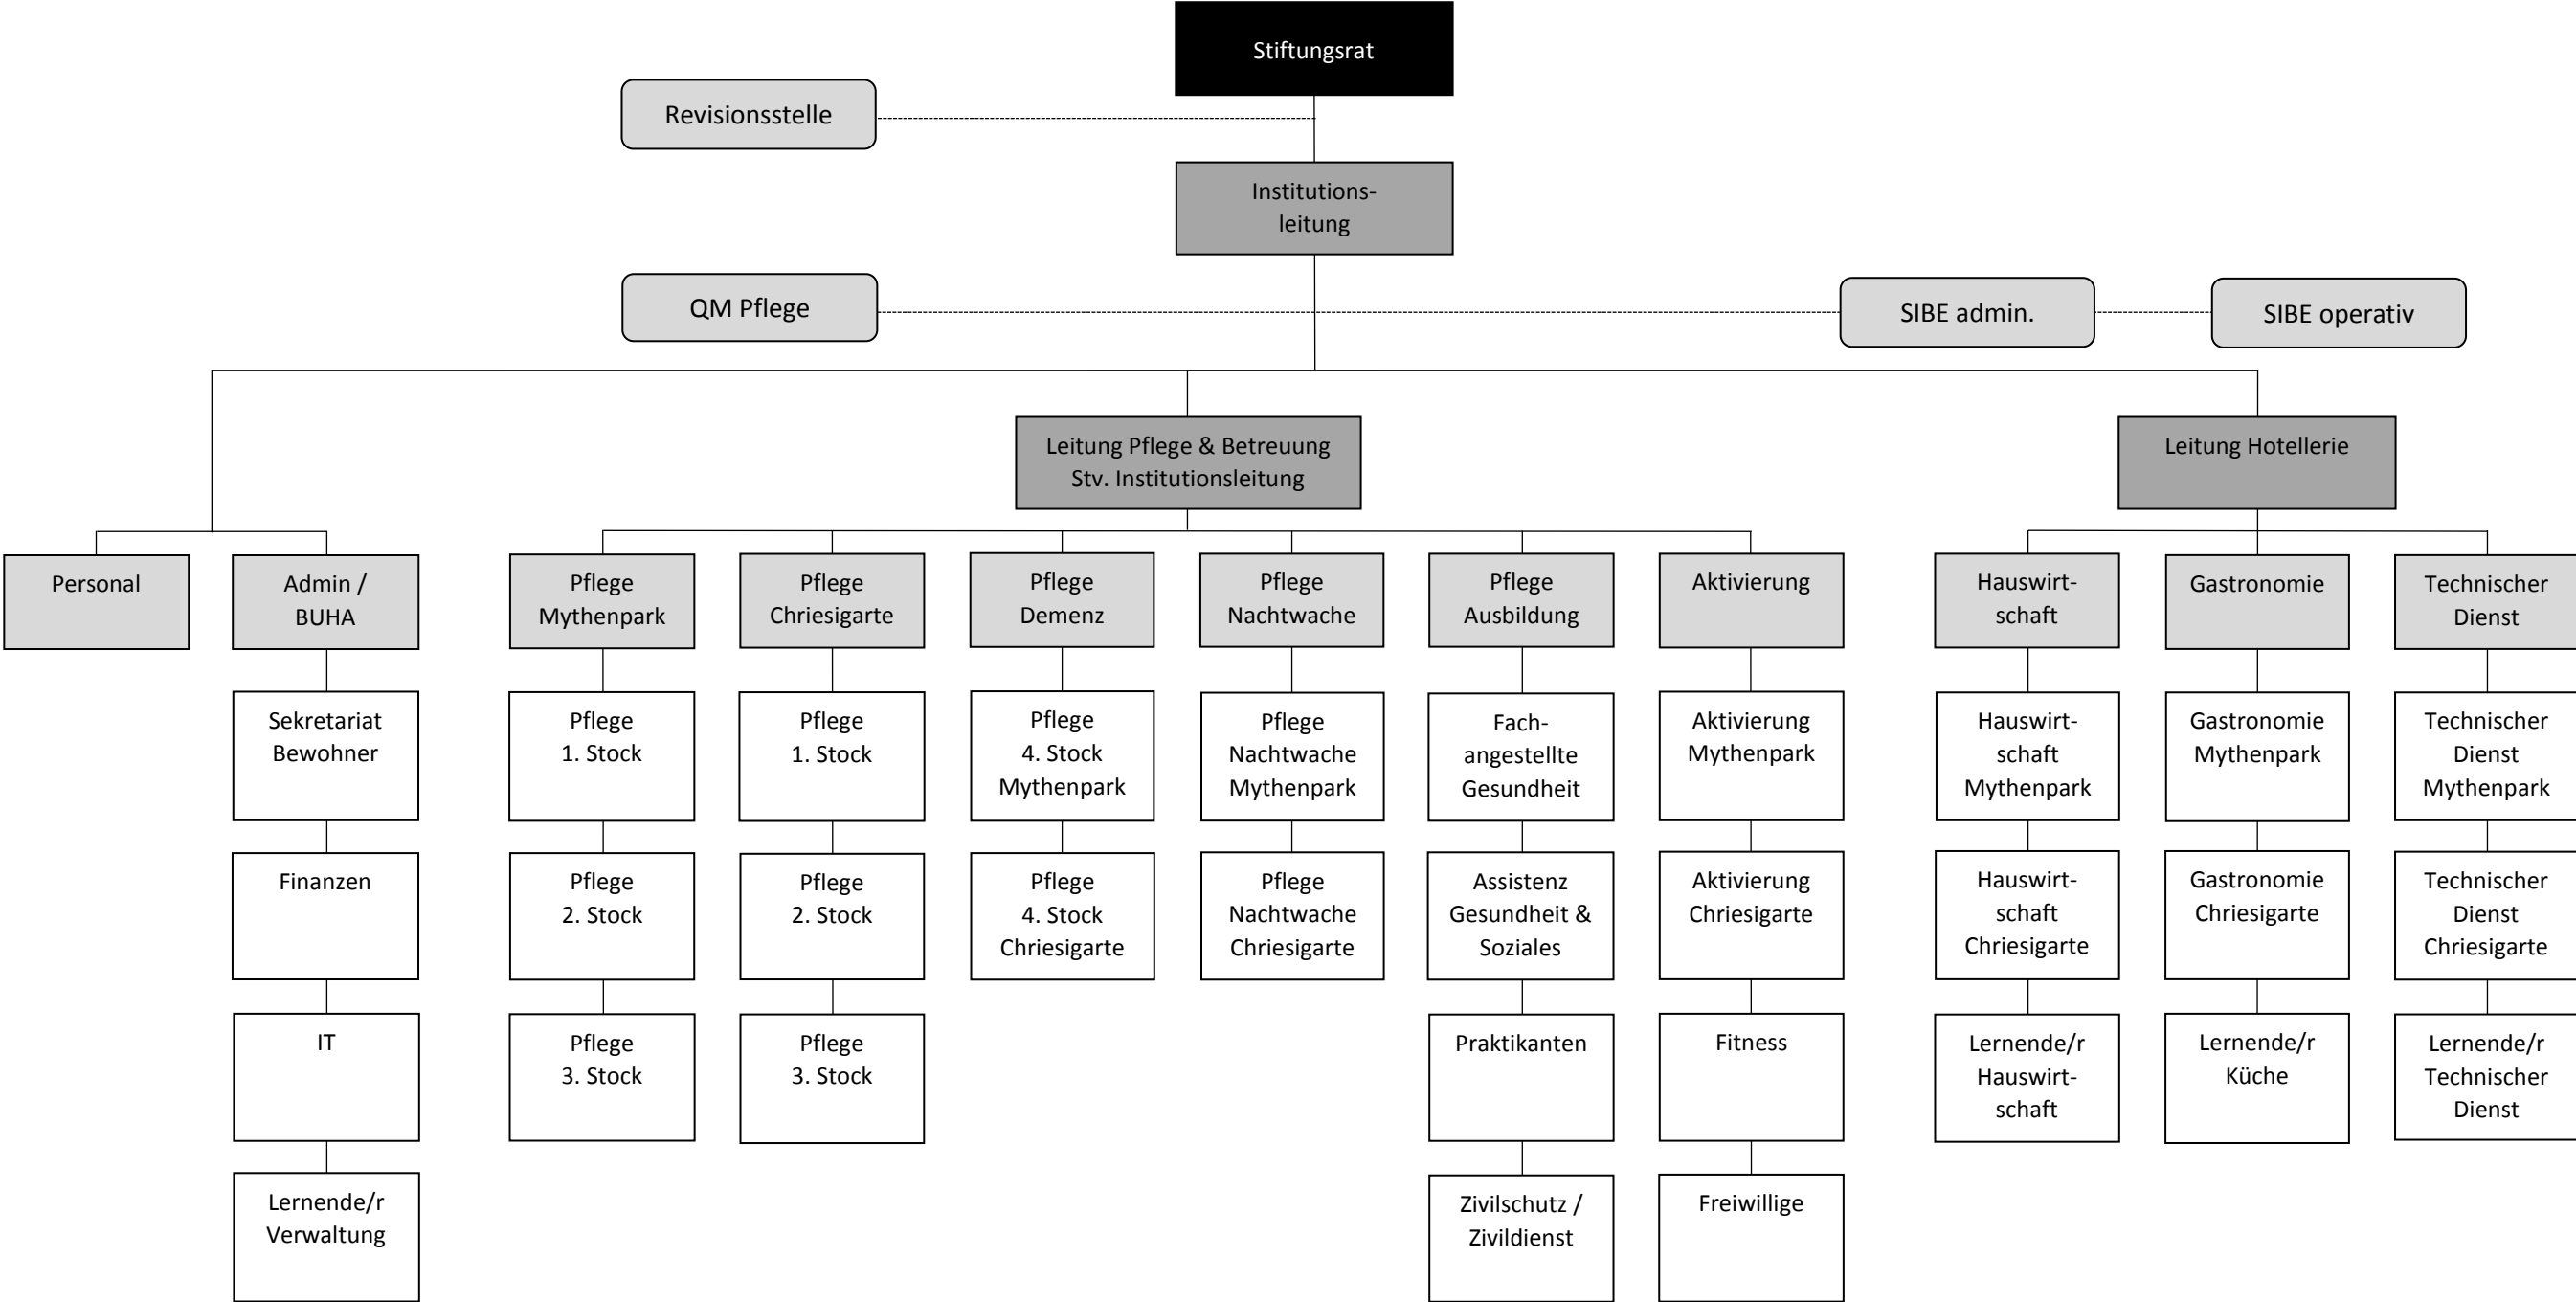 Stiftungsrat
Revisionsstelle
Institutions-
leitung
QM Pflege
SIBE admin.
SIBE operativ
Leitung Pflege & Betreuung
Stv. Institutionsleitung
Leitung Hotellerie
Personal
Admin /
BUHA
Pflege
Mythenpark
Pflege
Chriesigarte
Pflege
Demenz
Pflege
Nachtwache
Pflege
Ausbildung
Aktivierung
Hauswirt-
schaft
Gastronomie
Technischer
Dienst
Sekretariat
Bewohner
Pflege
1. Stock
Pflege
1. Stock
Pflege
4. Stock
Mythenpark
Pflege
Nachtwache
Mythenpark
Fach-
angestellte
Gesundheit
Aktivierung
Mythenpark
Hauswirt-
schaft
Mythenpark
Gastronomie
Mythenpark
Technischer
Dienst
Mythenpark
Finanzen
Pflege
2. Stock
Pflege
2. Stock
Pflege
4. Stock
Chriesigarte
Pflege
Nachtwache
Chriesigarte
Assistenz
Gesundheit &
Soziales
Aktivierung
Chriesigarte
Hauswirt-
schaft
Chriesigarte
Gastronomie
Chriesigarte
Technischer
Dienst
Chriesigarte
IT
Pflege
3. Stock
Pflege
3. Stock
Praktikanten
Fitness
Lernende/r
Hauswirt-
schaft
Lernende/r
Küche
Lernende/r
Technischer
Dienst
Lernende/r
Verwaltung
Zivilschutz /
Zivildienst
Freiwillige